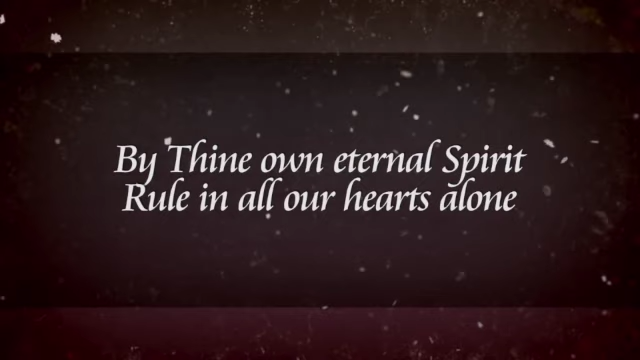 By Thine own eternal Spirit
Rule in all our hearts alone